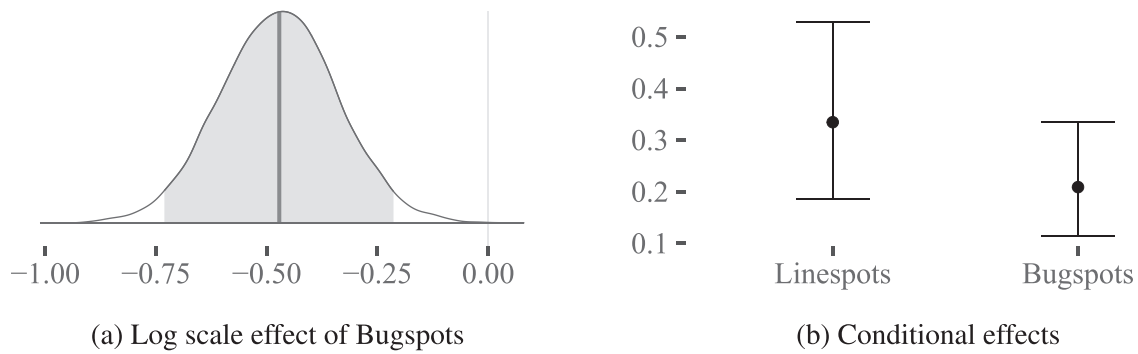 −1.00 −0.75 −0.50 −0.25 0.00
(a) Log scale effect of Bugspots
0.5
0.4
0.3
0.2
0.1
Linespots Bugspots
(b) Conditional effects